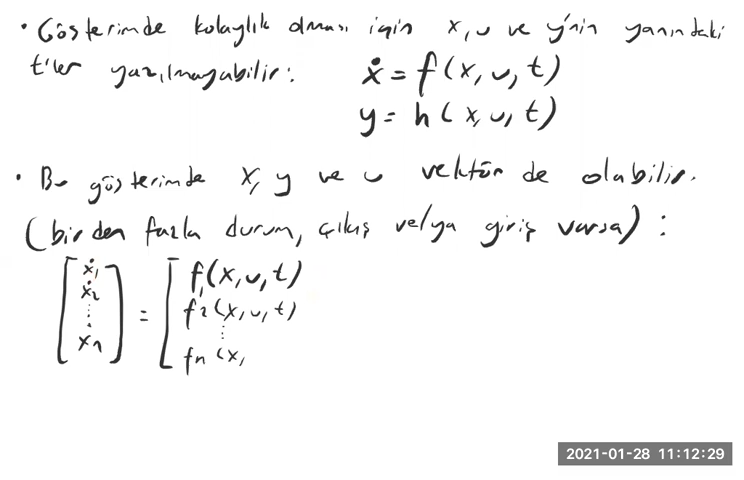 • Gösterimde kolaylık olması için x, u ve y'nin yanındaki
t'ler yazılmayabilir: ẋ = f(x, u, t)
y = h(x, u, t)
• Bu gösterimde x, y ve u vektör de olabilir.
(birden fazla durum, çıkış ve/ya giriş varsa) :
[ẋ₁ ẋ₂ ⋮ ẋₙ] = [f₁(x, u, t)
f₂(x, u, t)
⋮
fₙ(x,
2021-01-28 11:12:29